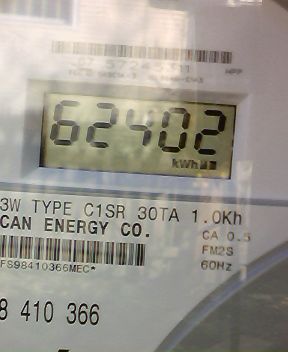 62402
kWh
3W TYPE C1SR 30TA 1.0Kh
CAN ENERGY CO.
CA 0.5
FM2S
60Hz
FS98410366MEC*
8 410 366